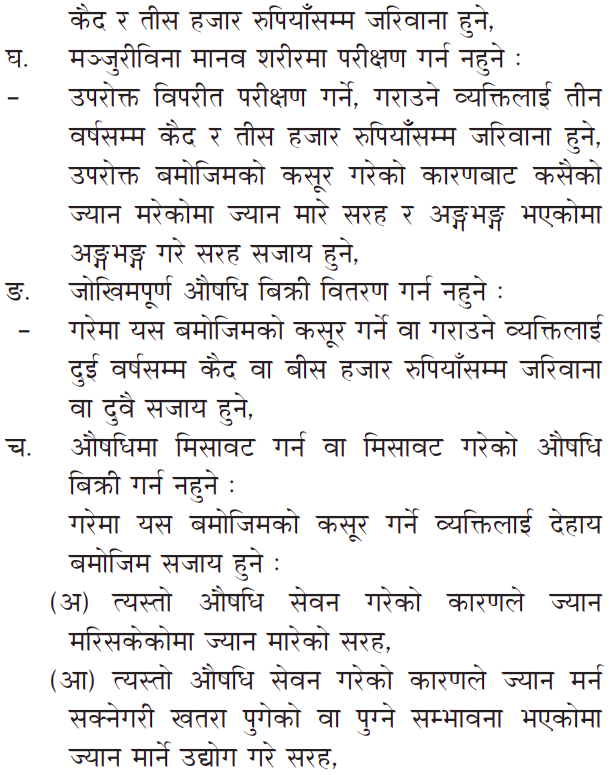 कैद र तीस हजार रुपियाँसम्म जरिवाना हुने,
घ. मञ्जुरीविना मानव शरीरमा परीक्षण गर्न नहुने :
– उपरोक्त विपरीत परीक्षण गर्ने, गराउने व्यक्तिलाई तीन
वर्षसम्म कैद र तीस हजार रुपियाँसम्म जरिवाना हुने,
उपरोक्त बमोजिमको कसूर गरेको कारणबाट कसैको
ज्यान मरेकोमा ज्यान मारे सरह र अङ्गभङ्ग भएकोमा
अङ्गभङ्ग गरे सरह सजाय हुने,
ङ. जोखिमपूर्ण औषधि बिक्री वितरण गर्न नहुने :
– गरेमा यस बमोजिमको कसूर गर्ने वा गराउने व्यक्तिलाई
दुई वर्षसम्म कैद वा बीस हजार रुपियाँसम्म जरिवाना
वा दुवै सजाय हुने,
च. औषधिमा मिसावट गर्न वा मिसावट गरेको औषधि
बिक्री गर्न नहुने :
गरेमा यस बमोजिमको कसूर गर्ने व्यक्तिलाई देहाय
बमोजिम सजाय हुने :
(अ) त्यस्तो औषधि सेवन गरेको कारणले ज्यान
मरिसकेकोमा ज्यान मारेको सरह,
(आ) त्यस्तो औषधि सेवन गरेको कारणले ज्यान मर्न
सक्नेगरी खतरा पुगेको वा पुग्ने सम्भावना भएकोमा
ज्यान मार्ने उद्योग गरे सरह,